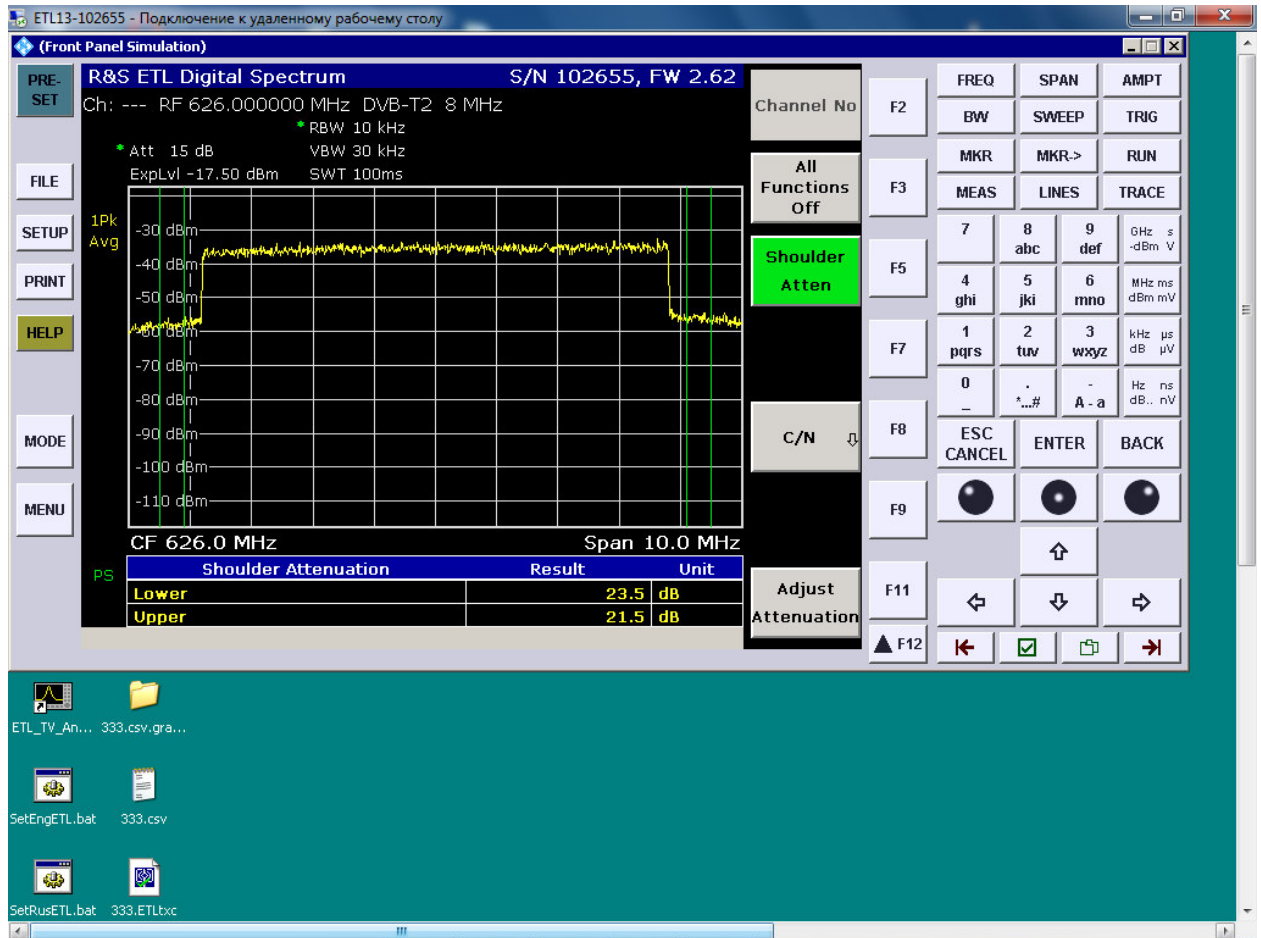 ETL13-102655 - Подключение к удаленному рабочему столу
(Front Panel Simulation)
PRE-
SET
FILE
SETUP
PRINT
HELP
MODE
MENU
R&S ETL Digital Spectrum S/N 102655, FW 2.62
Ch: --- RF 626.000000 MHz DVB-T2 8 MHz
* RBW 10 kHz
* Att 15 dB VBW 30 kHz
ExpLvl -17.50 dBm SWT 100ms
1Pk
Avg
-30 dBm
-40 dBm
-50 dBm
-60 dBm
-70 dBm
-80 dBm
-90 dBm
-100 dBm
-110 dBm
CF 626.0 MHz Span 10.0 MHz
PS
Shoulder Attenuation Result Unit
Lower 23.5 dB
Upper 21.5 dB
Channel No
All
Functions
Off
Shoulder
Atten
C/N
Adjust
Attenuation
F2
F3
F5
F7
F8
F9
F11
F12
FREQ SPAN AMPT
BW SWEEP TRIG
MKR MKR-> RUN
MEAS LINES TRACE
7 8 9 GHz s
abc def -dBm V
4 5 6 MHz ms
ghi jkl mno dBm mV
1 2 3 kHz µs
pqrs tuv wxyz dB µV
0 . - Hz ns
_ *...# A - a dB.. nV
ESC
CANCEL ENTER BACK
ETL_TV_An... 333.csv.gra...
SetEngETL.bat 333.csv
SetRusETL.bat 333.ETLtxc